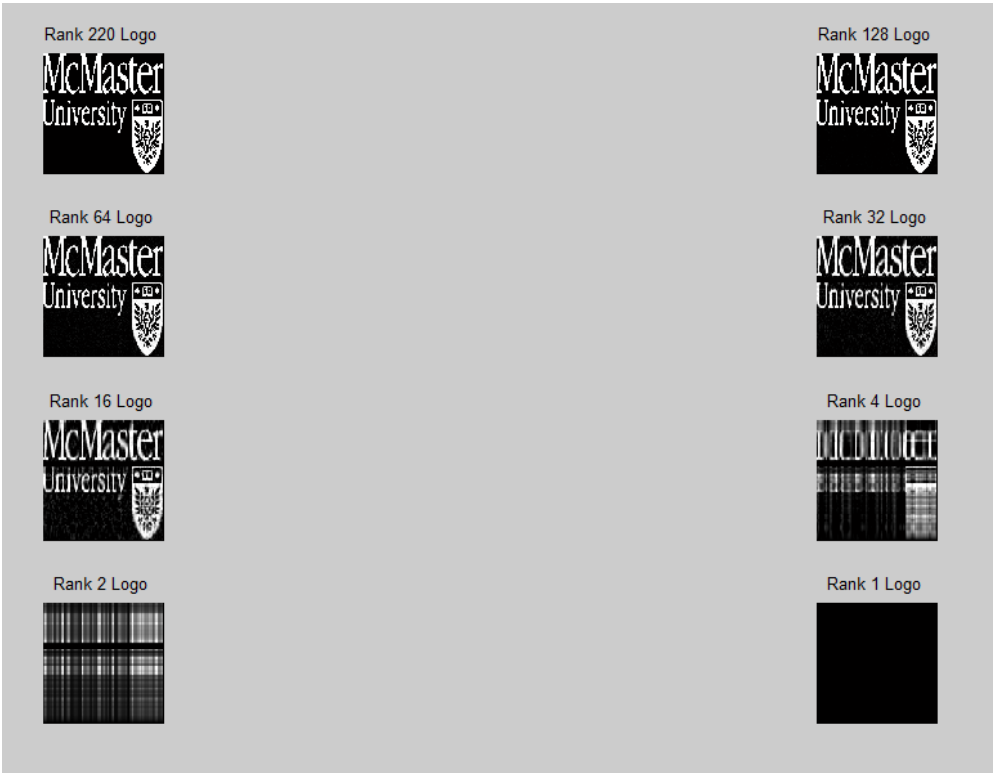 Rank 220 Logo
McMaster
University
Rank 128 Logo
McMaster
University
Rank 64 Logo
McMaster
University
Rank 32 Logo
McMaster
University
Rank 16 Logo
McMaster
University
Rank 4 Logo
Rank 2 Logo
Rank 1 Logo